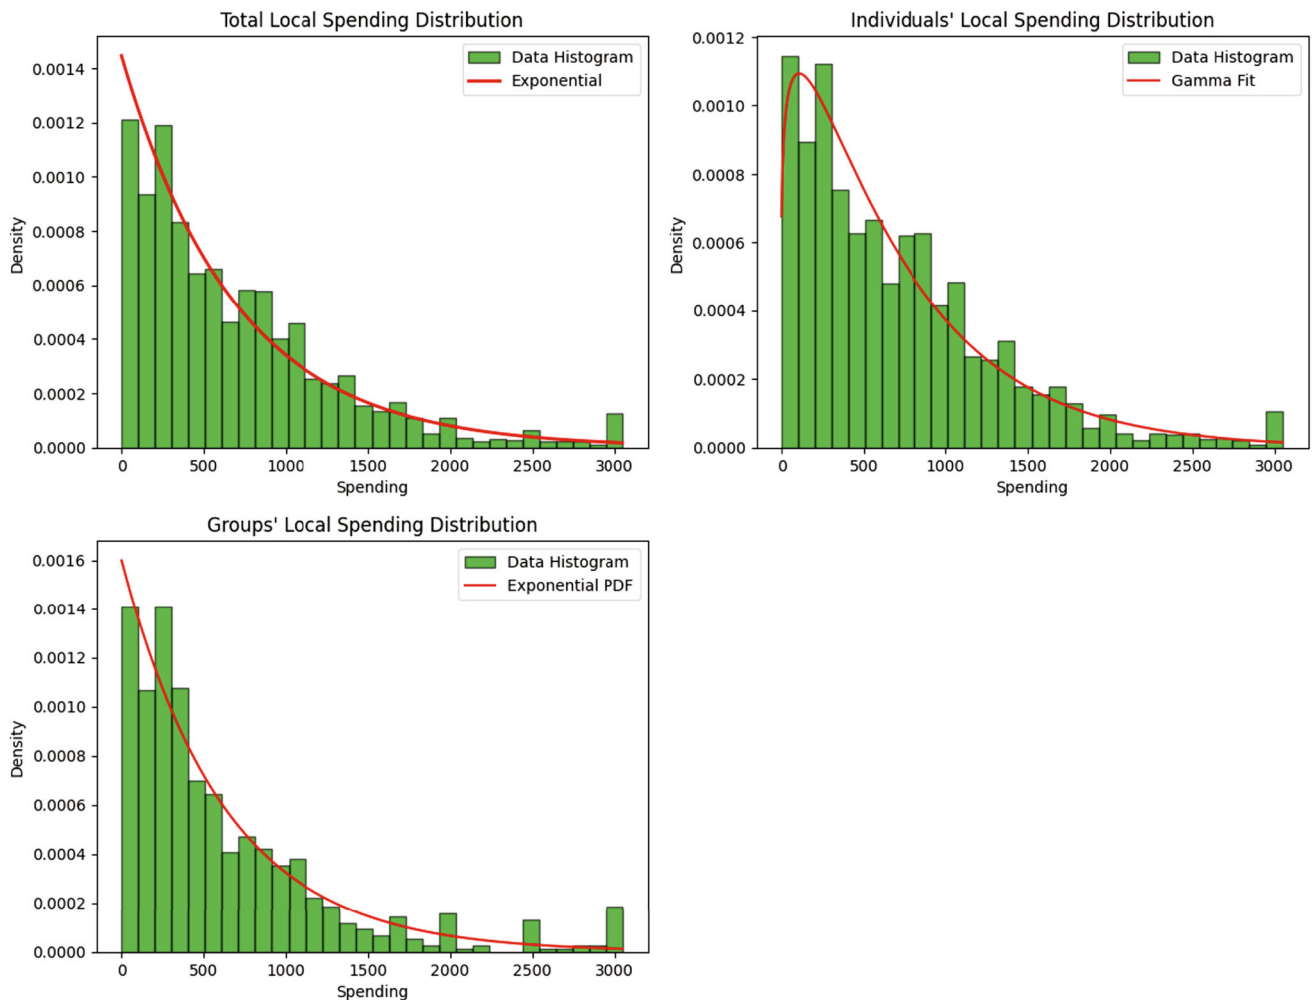 Total Local Spending Distribution
Data Histogram
Exponential
0.0014
0.0012
0.0010
0.0008
0.0006
0.0004
0.0002
0.0000
Density
0 500 1000 1500 2000 2500 3000
Spending
Individuals' Local Spending Distribution
Data Histogram
Gamma Fit
0.0012
0.0010
0.0008
0.0006
0.0004
0.0002
0.0000
Density
0 500 1000 1500 2000 2500 3000
Spending
Groups' Local Spending Distribution
Data Histogram
Exponential PDF
0.0016
0.0014
0.0012
0.0010
0.0008
0.0006
0.0004
0.0002
0.0000
Density
0 500 1000 1500 2000 2500 3000
Spending